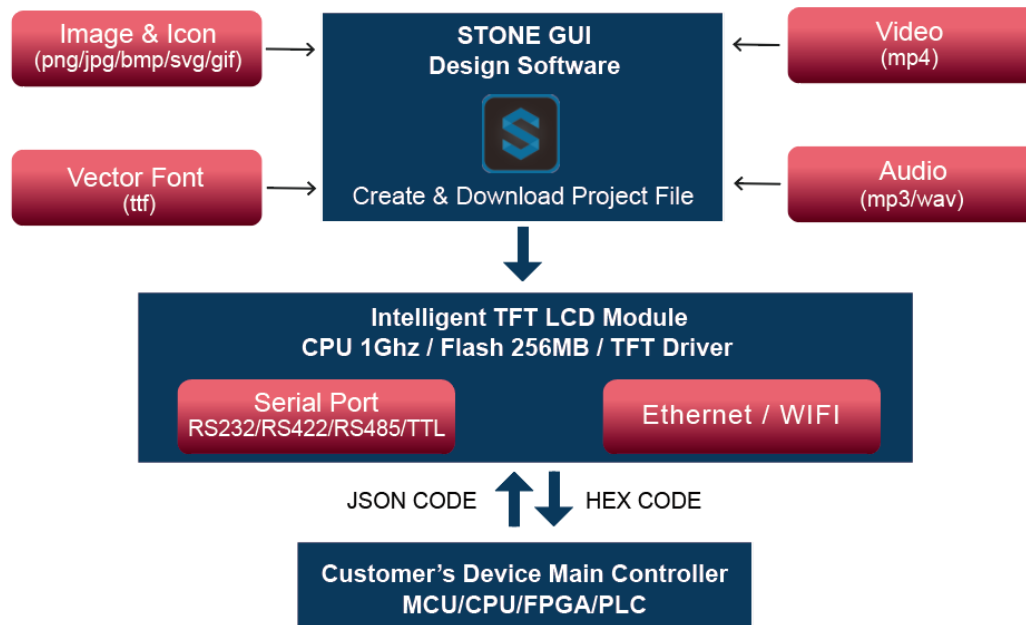 Image & Icon
(png/jpg/bmp/svg/gif)
STONE GUI
Design Software
Video
(mp4)
Vector Font
(ttf)
Create & Download Project File
Audio
(mp3/wav)
Intelligent TFT LCD Module
CPU 1Ghz / Flash 256MB / TFT Driver
Serial Port
RS232/RS422/RS485/TTL
Ethernet / WIFI
JSON CODE
HEX CODE
Customer’s Device Main Controller
MCU/CPU/FPGA/PLC